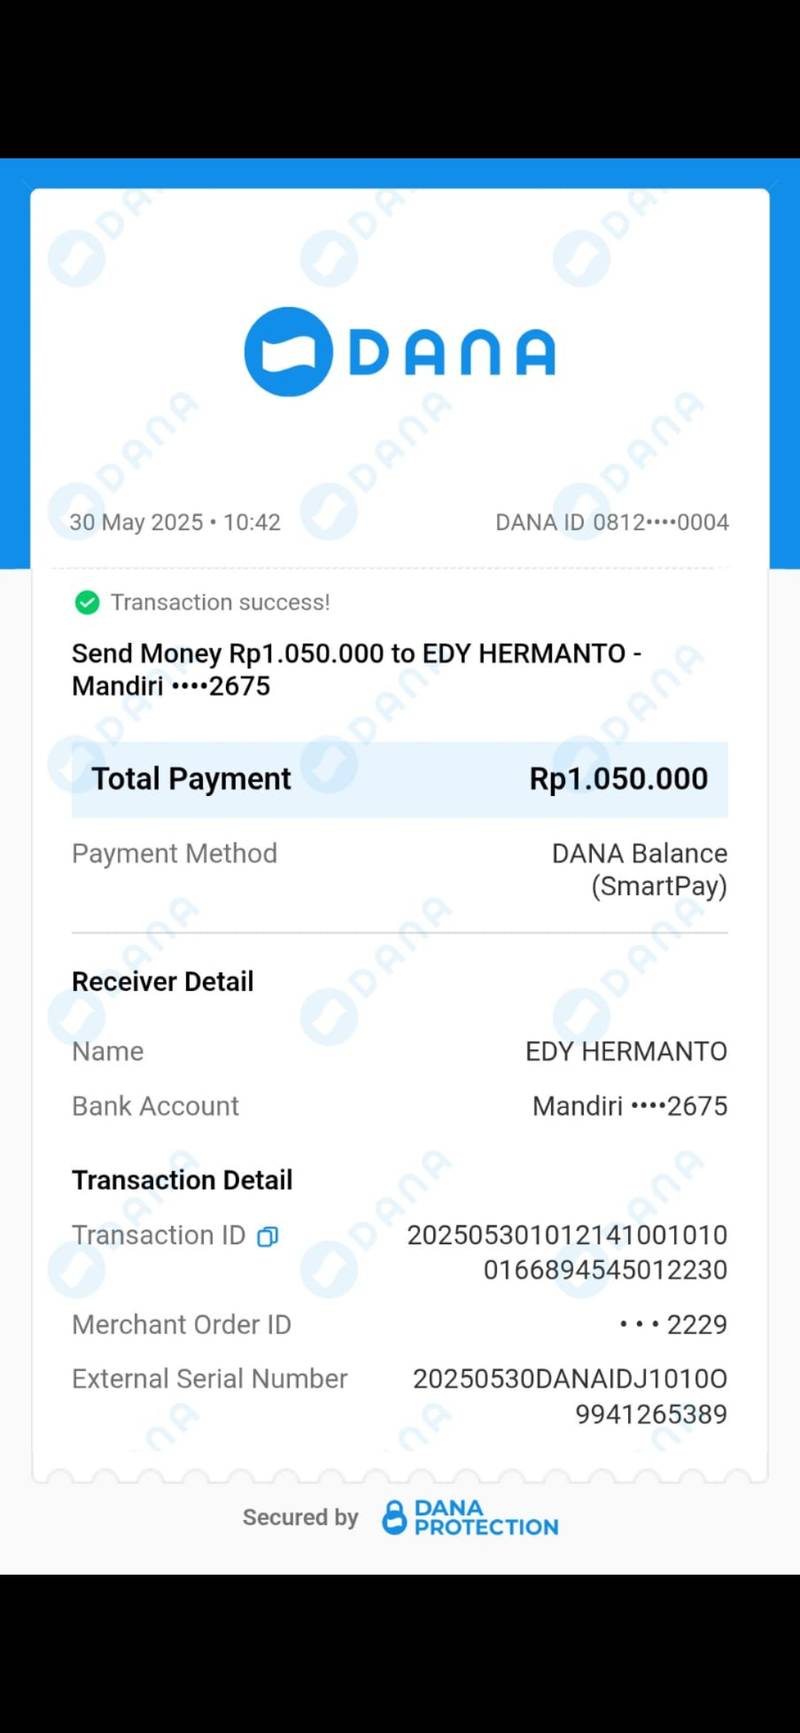 DANA
30 May 2025 • 10:42 DANA ID 0812••••0004
Transaction success!
Send Money Rp1.050.000 to EDY HERMANTO -
Mandiri ••••2675
Total Payment Rp1.050.000
Payment Method DANA Balance
(SmartPay)
Receiver Detail
Name EDY HERMANTO
Bank Account Mandiri ••••2675
Transaction Detail
Transaction ID 202505301012141001010
0166894545012230
Merchant Order ID • • • 2229
External Serial Number 20250530DANAIDJ1010O
9941265389
Secured by DANA
PROTECTION